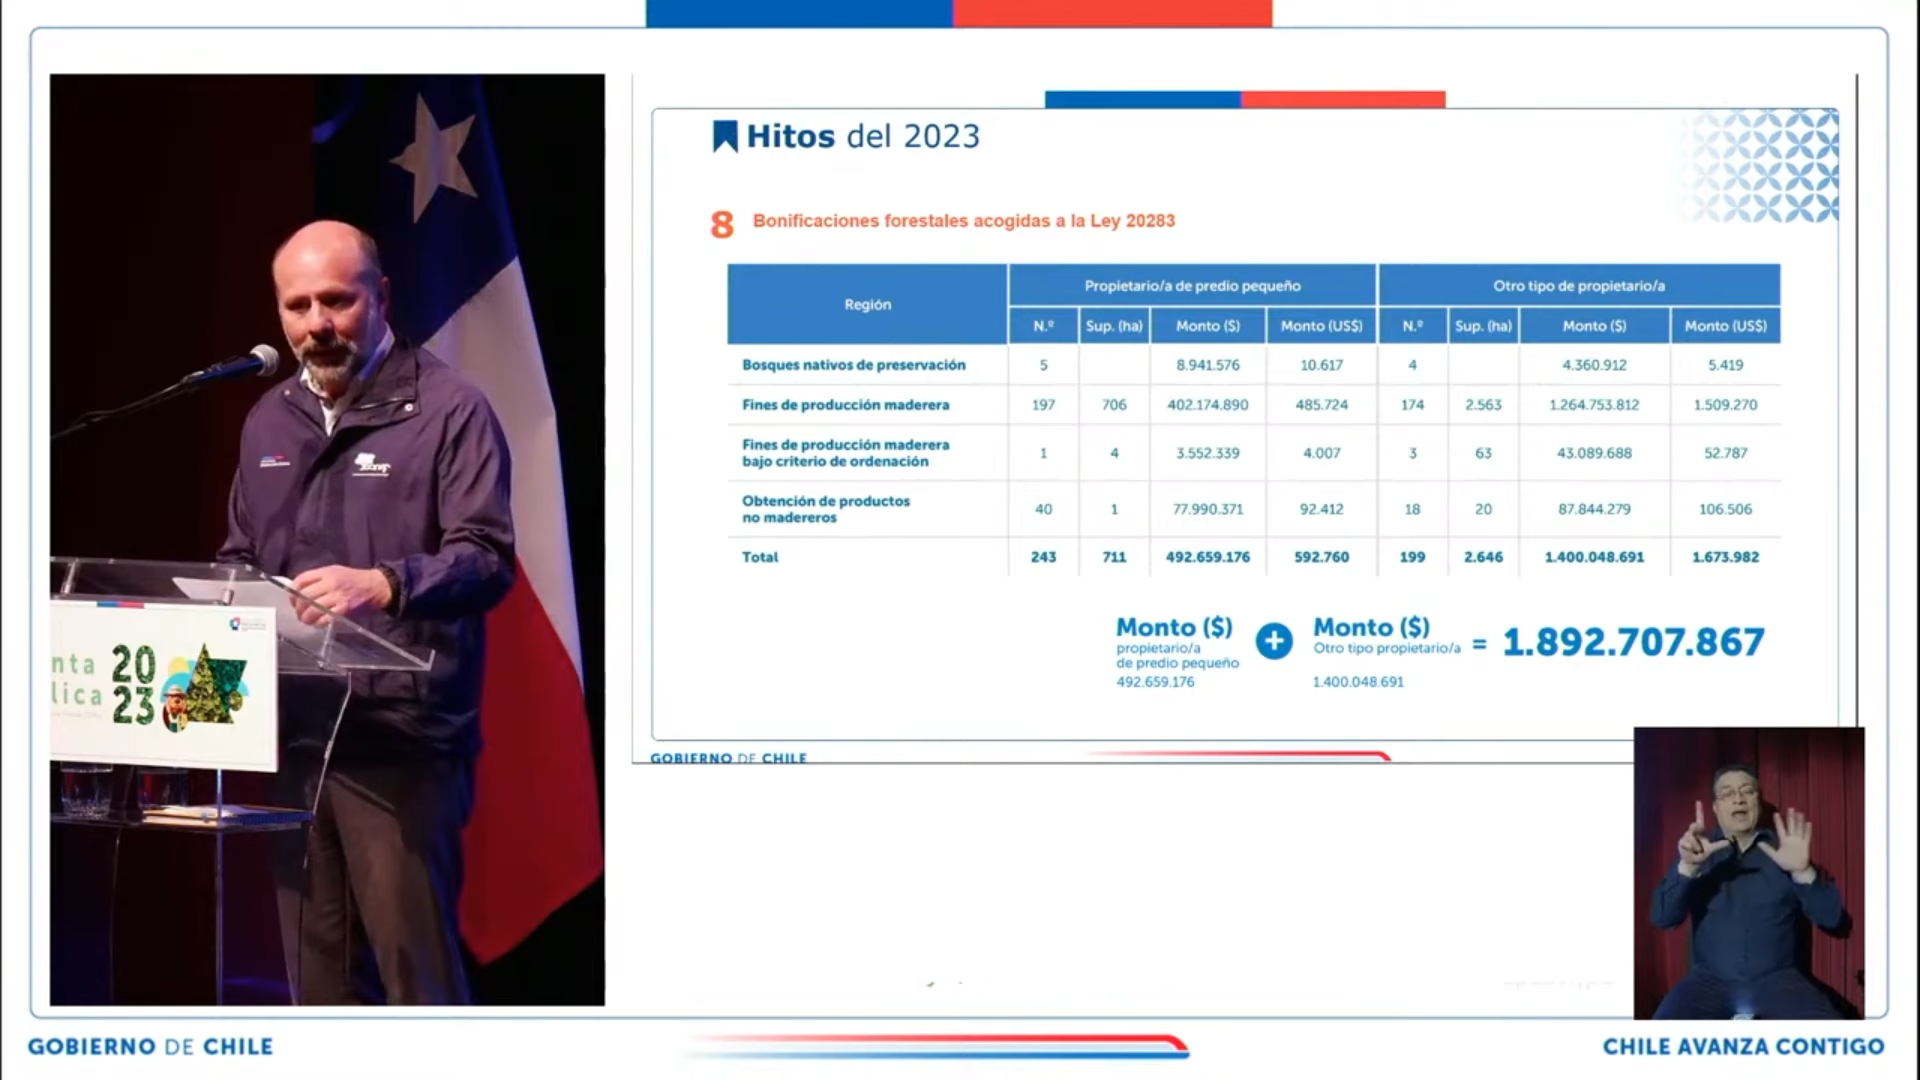 Hitos del 2023
8 Bonificaciones forestales acogidas a la Ley 20283
Región
Propietario/a de predio pequeño
Otro tipo de propietario/a
N.º Sup. (ha) Monto ($) Monto (US$) N.º Sup. (ha) Monto ($) Monto (US$)
Bosques nativos de preservación 5 8.941.576 10.617 4 4.360.912 5.419
Fines de producción maderera 197 706 402.174.890 485.724 174 2.563 1.264.753.812 1.509.270
Fines de producción maderera
bajo criterio de ordenación 1 4 3.552.339 4.007 3 63 43.089.688 52.787
Obtención de productos
no madereros 40 1 77.990.371 92.412 18 20 87.844.279 106.506
Total 243 711 492.659.176 592.760 199 2.646 1.400.048.691 1.673.982
Monto ($)
propietario/a
de predio pequeño
492.659.176
+
Monto ($)
Otro tipo propietario/a
1.400.048.691
= 1.892.707.867
GOBIERNO DE CHILE
nta
lica
20
23
GOBIERNO DE CHILE
CHILE AVANZA CONTIGO